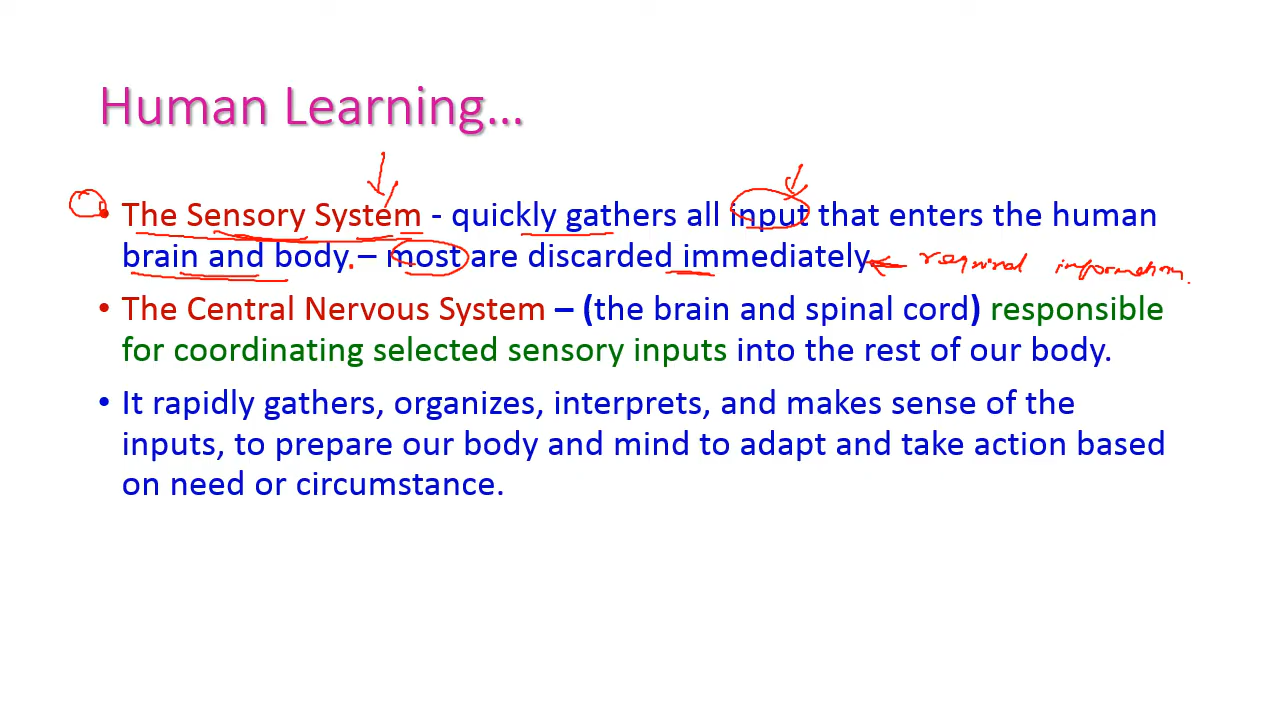 Human Learning...
• The Sensory System - quickly gathers all input that enters the human
brain and body. – most are discarded immediately required information.
• The Central Nervous System – (the brain and spinal cord) responsible
for coordinating selected sensory inputs into the rest of our body.
• It rapidly gathers, organizes, interprets, and makes sense of the
inputs, to prepare our body and mind to adapt and take action based
on need or circumstance.